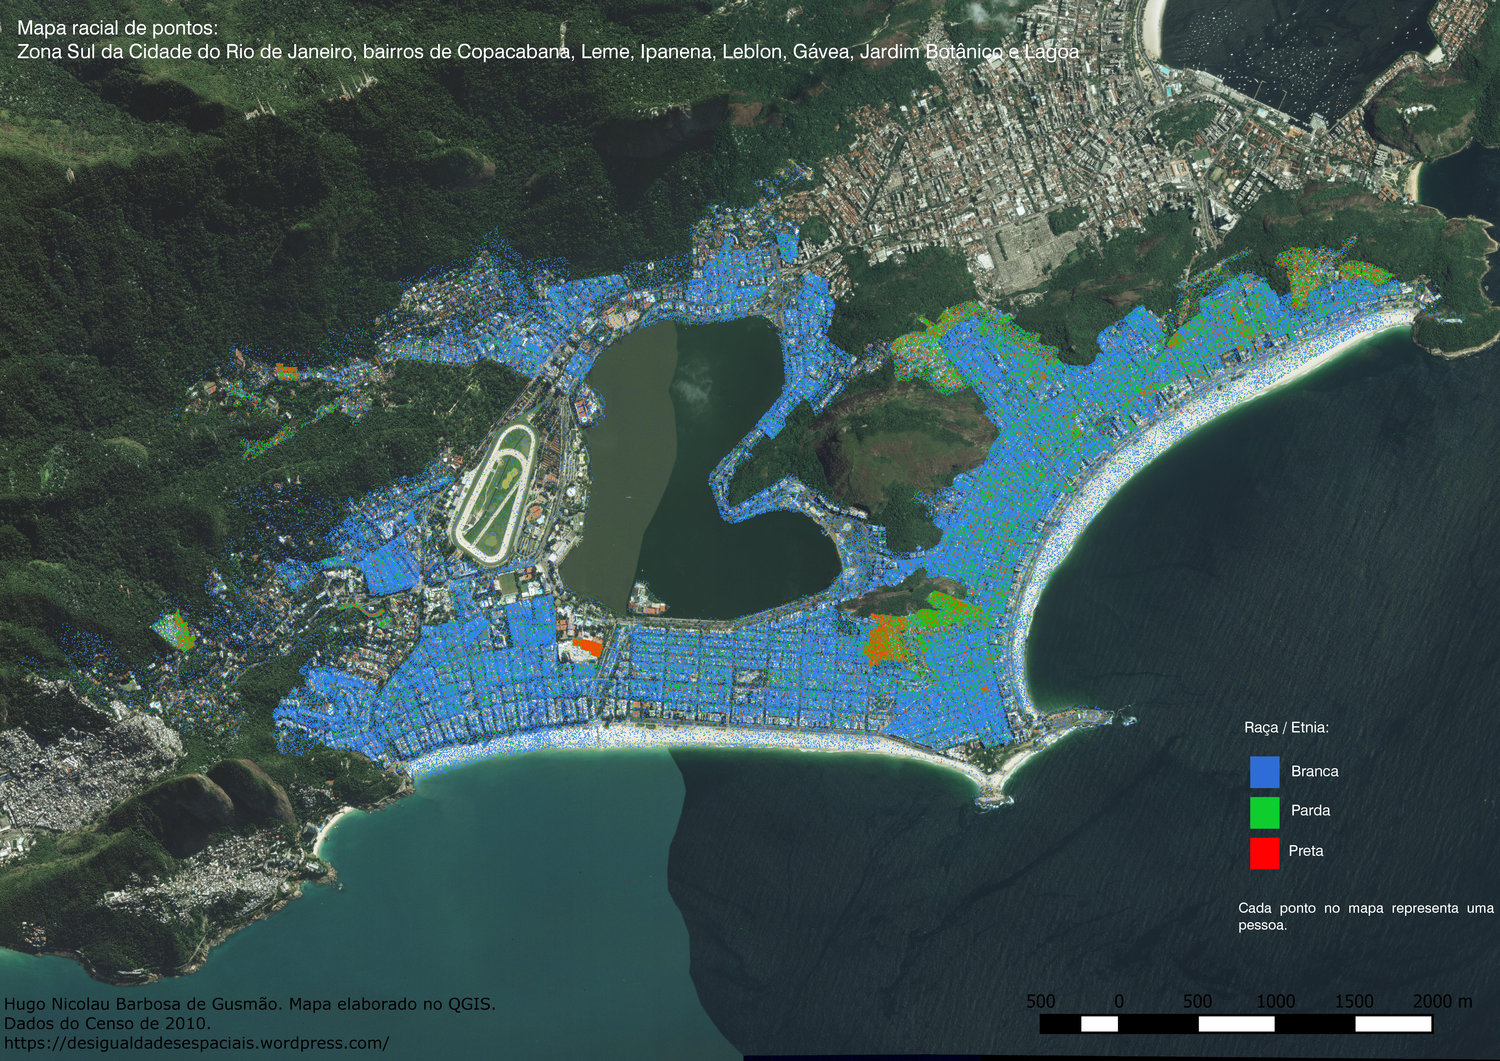 Mapa racial de pontos:
Zona Sul da Cidade do Rio de Janeiro, bairros de Copacabana, Leme, Ipanena, Leblon, Gávea, Jardim Botânico e Lagoa
Raça / Etnia:
Branca
Parda
Preta
Cada ponto no mapa representa uma
pessoa.
500 0 500 1000 1500 2000 m
Hugo Nicolau Barbosa de Gusmão. Mapa elaborado no QGIS.
Dados do Censo de 2010.
https://desigualdadesespaciais.wordpress.com/